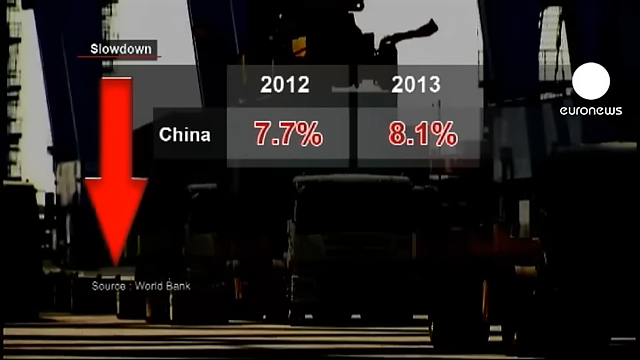 Slowdown
2012 2013
China 7.7% 8.1%
euronews
Source : World Bank